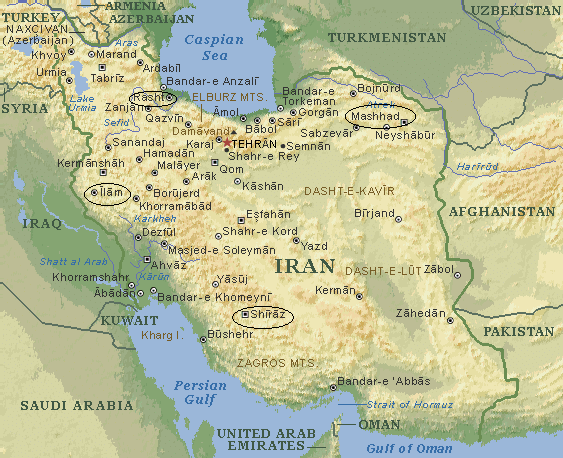 ARMENIA
TURKEY
AZERBAIJAN
UZBEKISTAN
NAXCIVAN
(Azerbaijan)
Aras
Caspian
Sea
TURKMENISTAN
Khvoy
Marand
Ardabīl
Tabrīz
Urmia
Bandar-e Anzalī
Bojnūrd
Lake
Urmia
Rasht
ELBURZ MTS.
Bandar-e
Torkeman
Atrek
SYRIA
Zanjān
Āmol
Sārī
Gorgān
Mashhad
Sefid
Qazvīn
Damāvand
Bābol
Sabzevār
Neyshābūr
Sanandaj
Karaj
TEHRĀN
Semnān
Hamadān
Shahr-e Rey
Kermānshāh
Malāyer
Qom
Harīrūd
Arāk
Kāshān
DASHT-E-KAVĪR
Īlām
Borūjerd
Khorramābād
Eşfahān
Bīrjand
AFGHANISTAN
Karkheh
IRAQ
Dezfūl
Shahr-e Kord
Masjed-e Soleymān
Yazd
Shatt al Arab
Ahvāz
IRAN
DASHT-E-LŪT
Zābol
Khorramshahr
Kārūn
Yāsūj
Ābādān
Bandar-e Khomeynī
Kermān
KUWAIT
Shīrāz
Zāhedān
Kharg I.
Būshehr
PAKISTAN
ZAGROS MTS.
Persian
Gulf
Bandar-e 'Abbās
SAUDI ARABIA
Strait of Hormuz
OMAN
UNITED ARAB
EMIRATES
Gulf of Oman